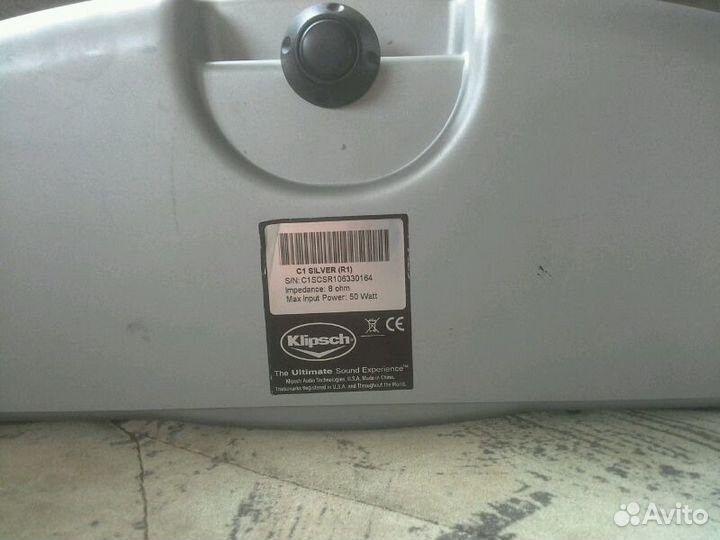 C1 SILVER (R1)
S/N: C1SCSR106330164
Impedance: 8 ohm
Max Input Power: 50 Watt
CE
Klipsch®
The Ultimate Sound Experience™
Klipsch Audio Technologies, U.S.A. Made in China.
Trademarks Registered in U.S.A. and Throughout the World.
Avito